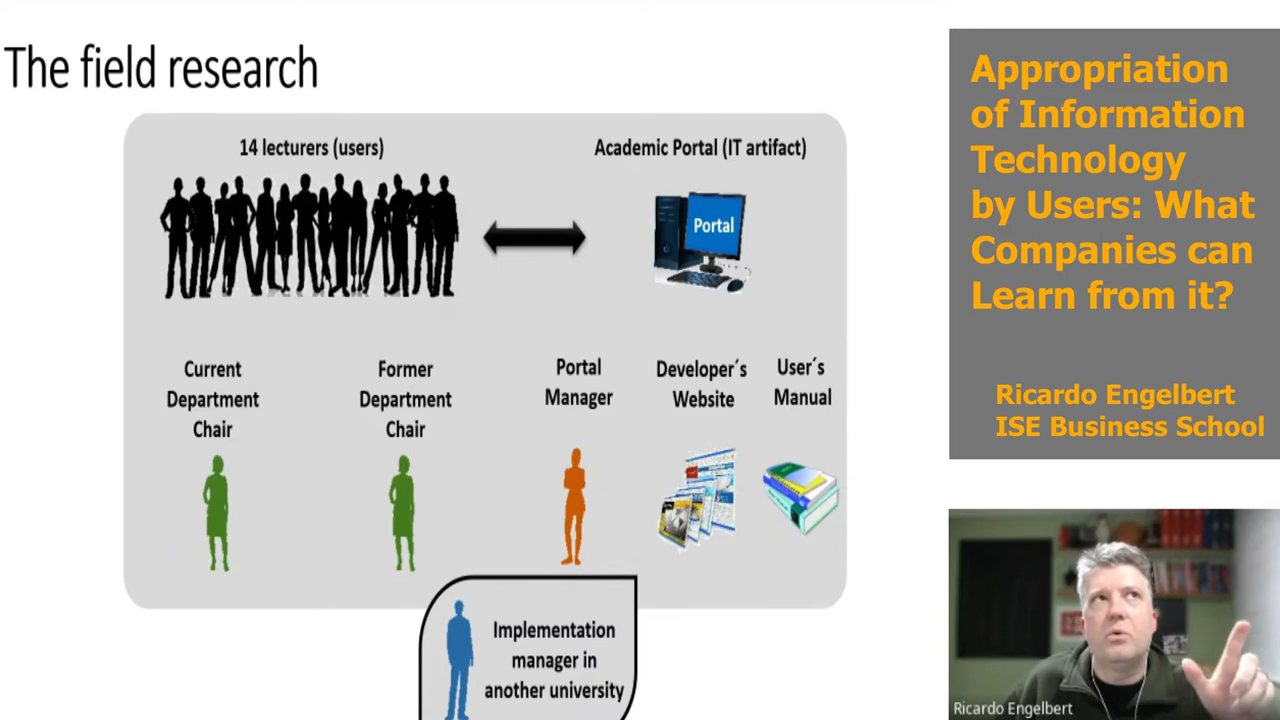 The field research
14 lecturers (users)
Academic Portal (IT artifact)
Portal
Current
Department
Chair
Former
Department
Chair
Portal
Manager
Developer´s
Website
User´s
Manual
Implementation
manager in
another university
Appropriation
of Information
Technology
by Users: What
Companies can
Learn from it?
Ricardo Engelbert
ISE Business School
Ricardo Engelbert